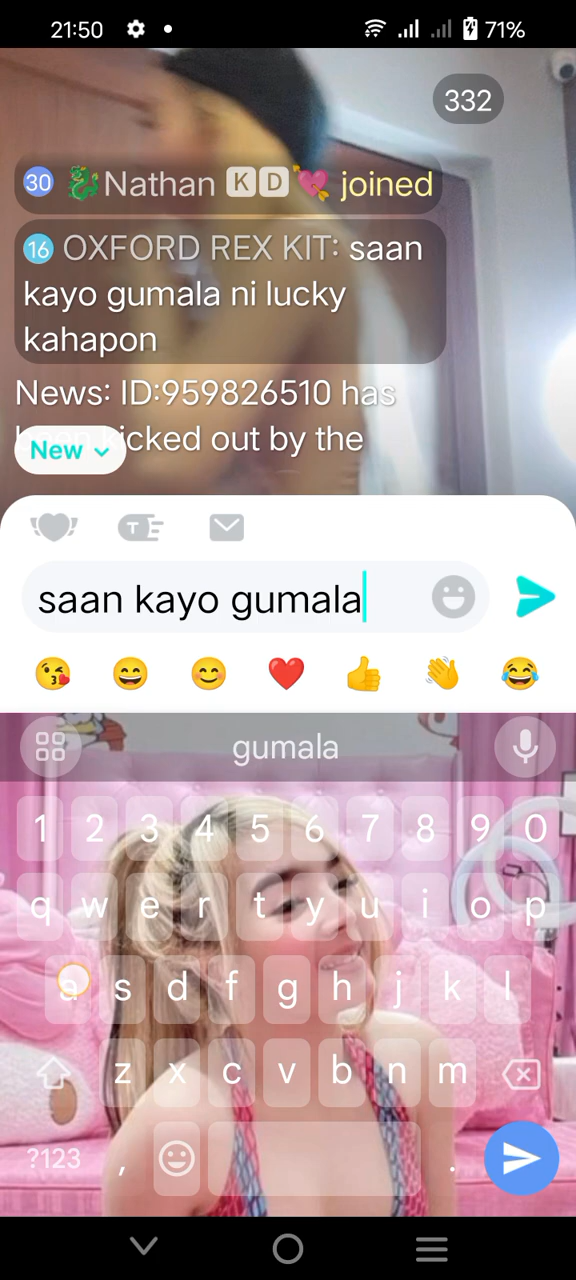 21:50
71%
332
30 🐉Nathan 🄺🄳💘 joined
16 OXFORD REX KIT: saan
kayo gumala ni lucky
kahapon
News: ID:959826510 has
been kicked out by the
New
saan kayo gumala
gumala
1 2 3 4 5 6 7 8 9 0
q w e r t y u i o p
a s d f g h j k l
z x c v b n m
?123 , .